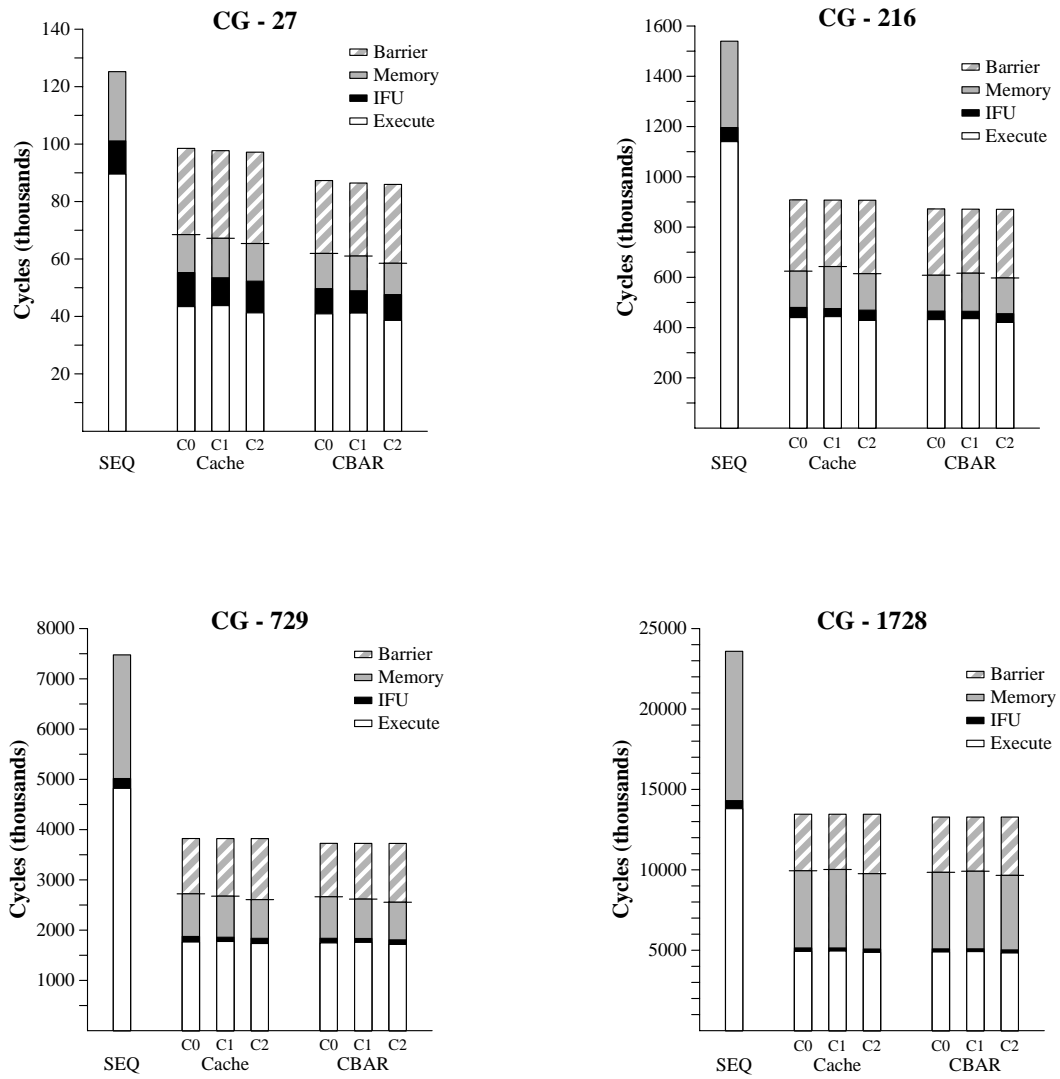 CG - 27
Cycles (thousands)
140
120
100
80
60
40
20
Barrier
Memory
IFU
Execute
C0 C1 C2 C0 C1 C2
SEQ Cache CBAR
CG - 216
Cycles (thousands)
1600
1400
1200
1000
800
600
400
200
Barrier
Memory
IFU
Execute
C0 C1 C2 C0 C1 C2
SEQ Cache CBAR
CG - 729
Cycles (thousands)
8000
7000
6000
5000
4000
3000
2000
1000
Barrier
Memory
IFU
Execute
C0 C1 C2 C0 C1 C2
SEQ Cache CBAR
CG - 1728
Cycles (thousands)
25000
20000
15000
10000
5000
Barrier
Memory
IFU
Execute
C0 C1 C2 C0 C1 C2
SEQ Cache CBAR